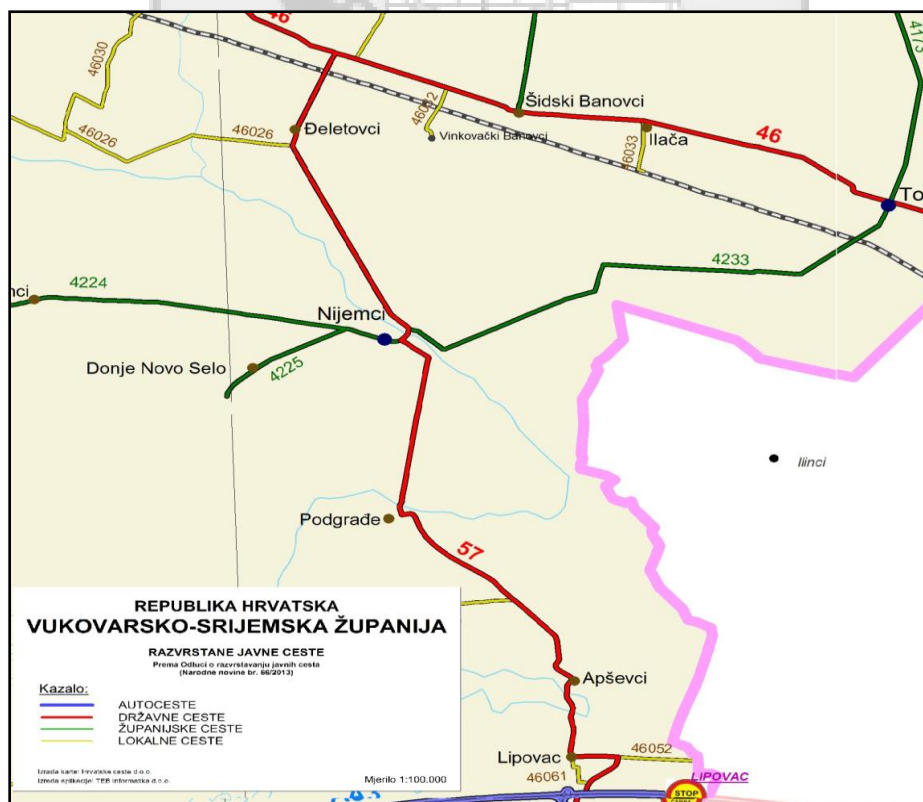 46
4173
46030
46032
Šidski Banovci
Đeletovci
46026
46026
Vinkovački Banovci
46033
Ilača
46
To
4233
nci
4224
Nijemci
Donje Novo Selo
4225
Ilinci
Podgrađe
57
REPUBLIKA HRVATSKA
VUKOVARSKO-SRIJEMSKA ŽUPANIJA
RAZVRSTANE JAVNE CESTE
Prema Odluci o razvrstavanju javnih cesta
(Narodne novine br. 66/2013)
Kazalo:
AUTOCESTE
DRŽAVNE CESTE
ŽUPANIJSKE CESTE
LOKALNE CESTE
Izrada karte: Hrvatske ceste d.o.o.
Izrada aplikacije: TEB Informatika d.o.o.
Mjerilo 1:100.000
Apševci
Lipovac
46052
46061
LIPOVAC
STOP